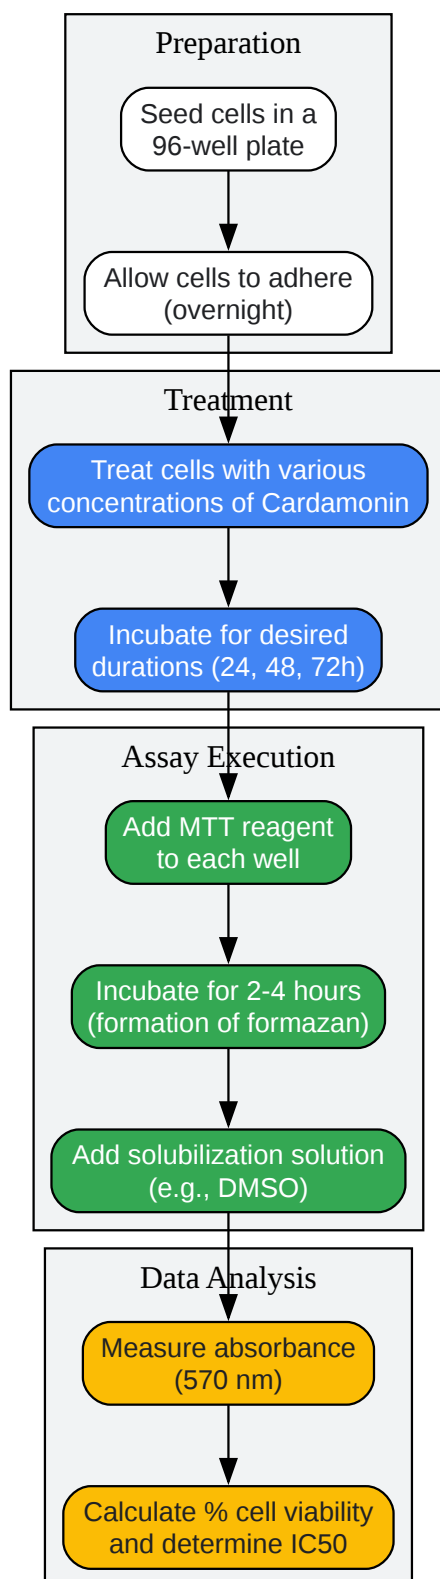 Preparation
Seed cells in a
96-well plate
Allow cells to adhere
(overnight)
Treatment
Treat cells with various
concentrations of Cardamonin
Incubate for desired
durations (24, 48, 72h)
Assay Execution
Add MTT reagent
to each well
Incubate for 2-4 hours
(formation of formazan)
Add solubilization solution
(e.g., DMSO)
Data Analysis
Measure absorbance
(570 nm)
Calculate % cell viability
and determine IC50